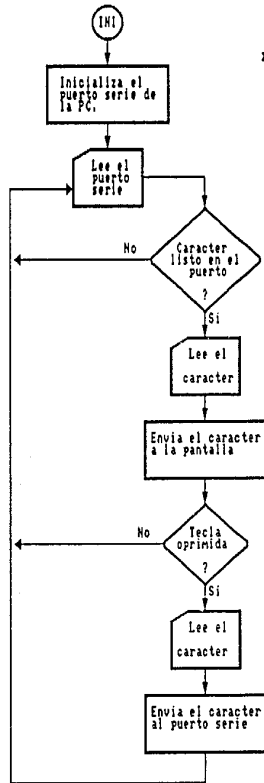 INI
Inicializa el
puerto serie de
la PC.
Lee el
puerto
serie
No
Caracter
listo en el
puerto
?
Si
Lee el
caracter
Envia el caracter
a la pantalla
No
Tecla
oprimida
?
Si
Lee el
caracter
Envia el caracter
al puerto serie